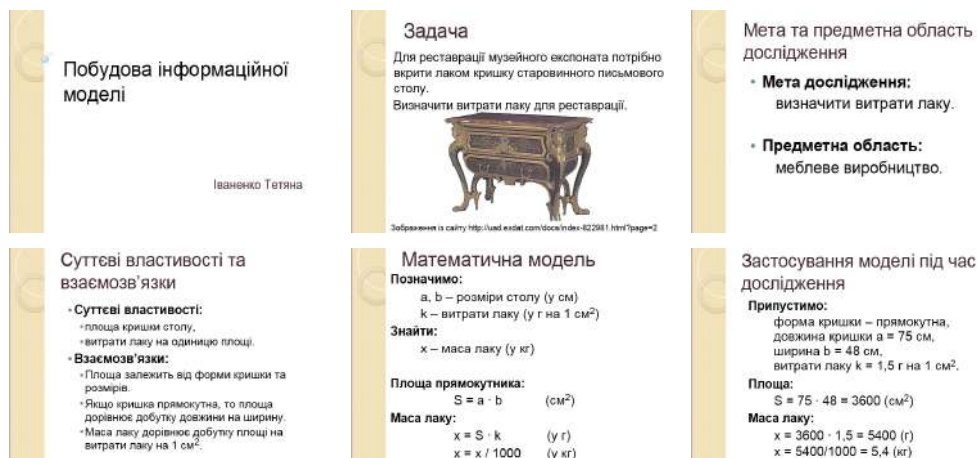 Побудова інформаційної
моделі
Іваненко Тетяна
Задача
Для реставрації музейного експоната потрібно
вкрити лаком кришку старовинного письмового
столу.
Визначити витрати лаку для реставрації.
Зображення із сайту http://uad.exdat.com/docs/index-822981.html?page=2
Мета та предметна область
дослідження
• Мета дослідження:
визначити витрати лаку.
• Предметна область:
меблеве виробництво.
Суттєві властивості та
взаємозв'язки
• Суттєві властивості:
• площа кришки столу,
• витрати лаку на одиницю площі.
• Взаємозв'язки:
• Площа залежить від форми кришки та
розмірів.
• Якщо кришка прямокутна, то площа
дорівнює добутку довжини на ширину.
• Маса лаку дорівнює добутку площі на
витрати лаку на 1 см².
Математична модель
Позначимо:
a, b – розміри столу (у см)
k – витрати лаку (у г на 1 см²)
Знайти:
x – маса лаку (у кг)
Площа прямокутника:
S = a · b (см²)
Маса лаку:
x = S · k (у г)
x = x / 1000 (у кг)
Застосування моделі під час
дослідження
Припустимо:
форма кришки – прямокутна,
довжина кришки a = 75 см,
ширина b = 48 см,
витрати лаку k = 1,5 г на 1 см².
Площа:
S = 75 · 48 = 3600 (см²)
Маса лаку:
x = 3600 · 1,5 = 5400 (г)
x = 5400/1000 = 5,4 (кг)